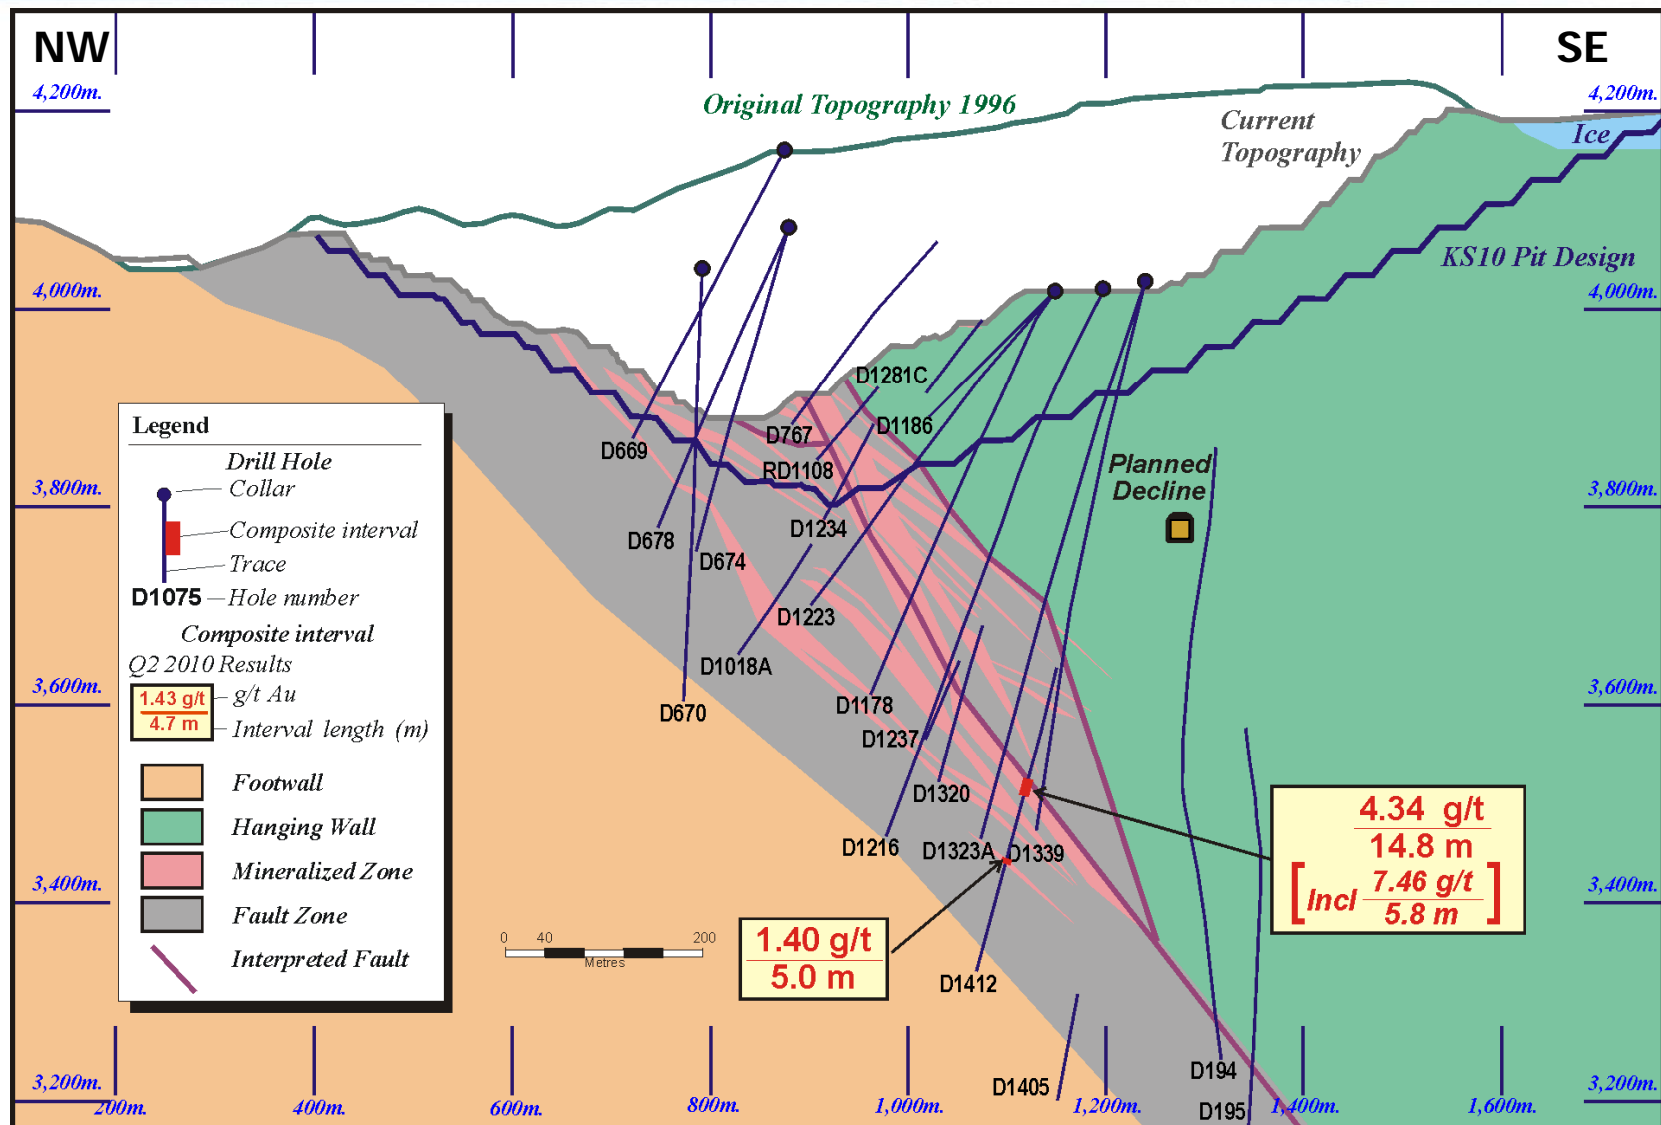 NW
SE
4,200m.
4,200m.
Original Topography 1996
Current
Topography
Ice
KS10 Pit Design
4,000m.
4,000m.
D1281C
D1186
D767
D669
RD1108
Planned
Decline
3,800m.
3,800m.
D1234
D678
D674
D1223
D1018A
3,600m.
3,600m.
D1178
D670
D1237
D1320
D1216
D1323A
D1339
Legend
Drill Hole
Collar
Composite interval
Trace
D1075
Hole number
Composite interval
Q2 2010 Results
1.43 g/t
4.7 m
g/t Au
Interval length (m)
Footwall
Hanging Wall
Mineralized Zone
Fault Zone
Interpreted Fault
4.34 g/t
14.8 m
[Incl 7.46 g/t
5.8 m]
3,400m.
3,400m.
0 40 200
Metres
1.40 g/t
5.0 m
D1412
D1405
D194
D195
3,200m.
3,200m.
200m.
400m.
600m.
800m.
1,000m.
1,200m.
1,400m.
1,600m.